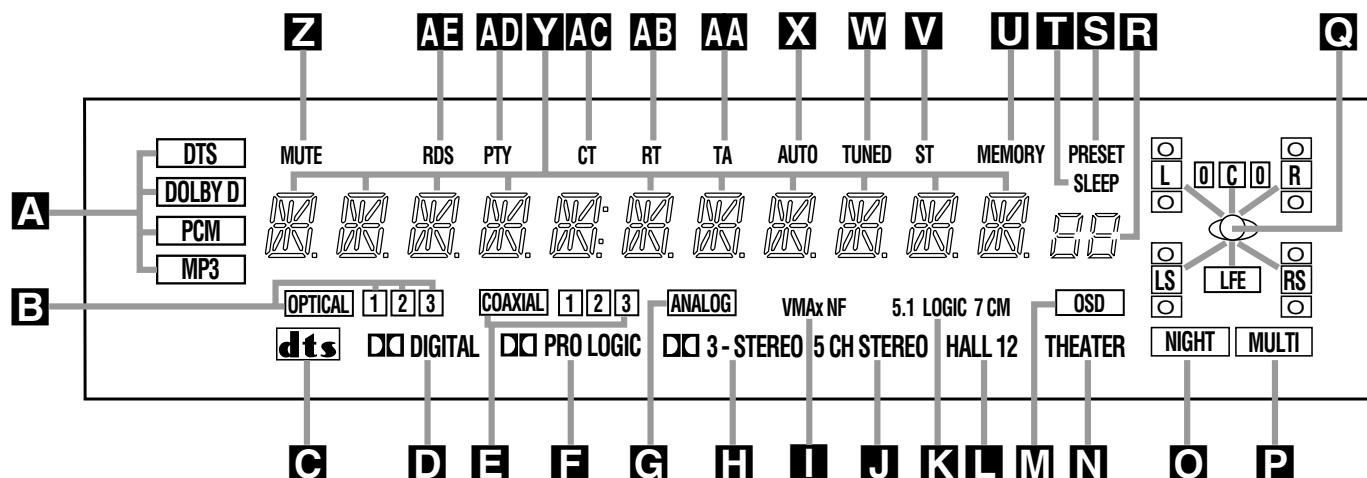 Z AE AD Y AC AB AA X W V U T S R Q
MUTE RDS PTY CT RT TA AUTO TUNED ST MEMORY PRESET
SLEEP
A
DTS
DOLBY D
PCM
MP3
L C R
LS LFE RS
B
OPTICAL 1 2 3 COAXIAL 1 2 3 ANALOG VMAx NF 5.1 LOGIC 7 CM OSD
dts DIGITAL PRO LOGIC 3 - STEREO 5 CH STEREO HALL 12 THEATER NIGHT MULTI
C D E F G H I J K L M N O P